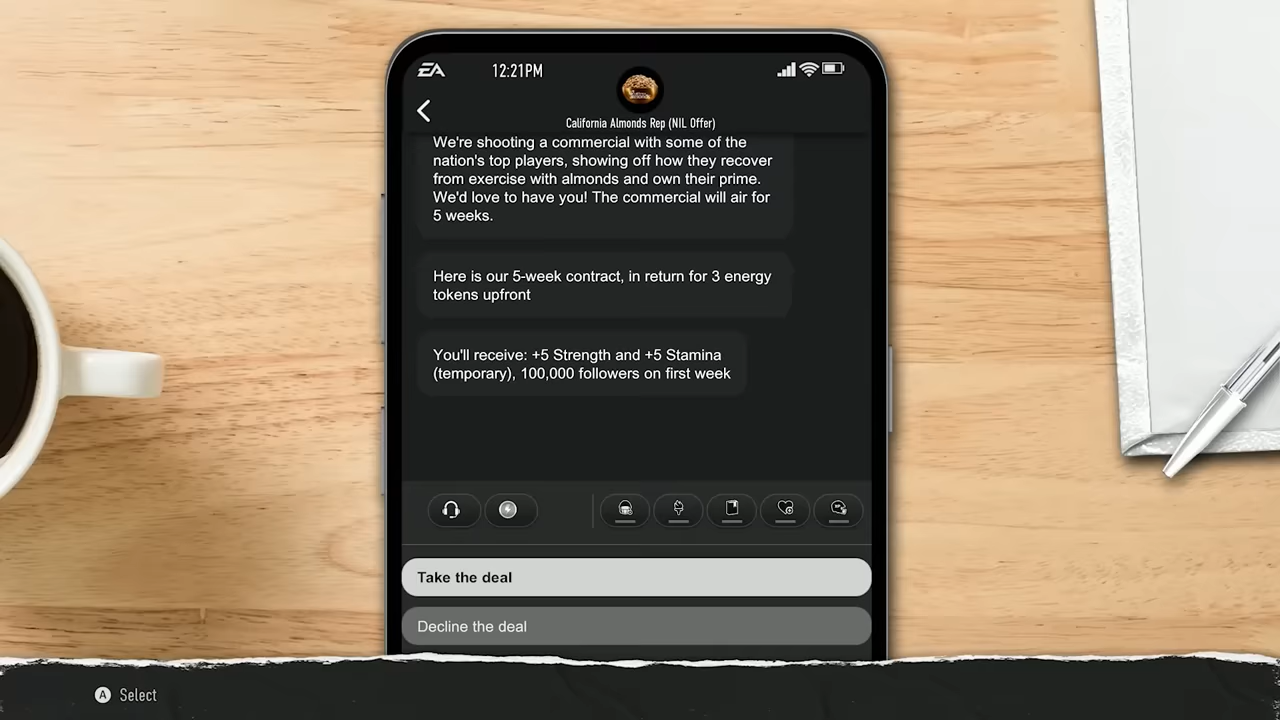 EA
12:21PM
California Almonds Rep (NIL Offer)
We're shooting a commercial with some of the
nation's top players, showing off how they recover
from exercise with almonds and own their prime.
We'd love to have you! The commercial will air for
5 weeks.
Here is our 5-week contract, in return for 3 energy
tokens upfront
You'll receive: +5 Strength and +5 Stamina
(temporary), 100,000 followers on first week
Take the deal
Decline the deal
A Select